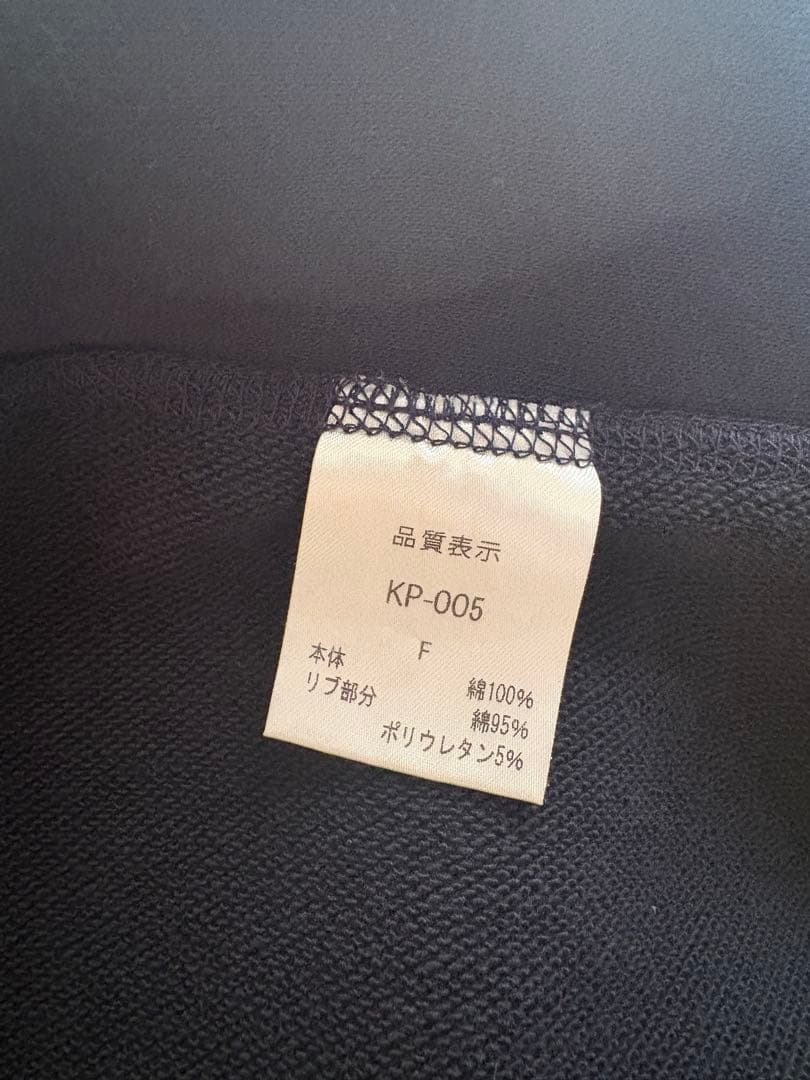 品質表示
KP-005
F
本体 綿100%
リブ部分 綿95%
ポリウレタン5%